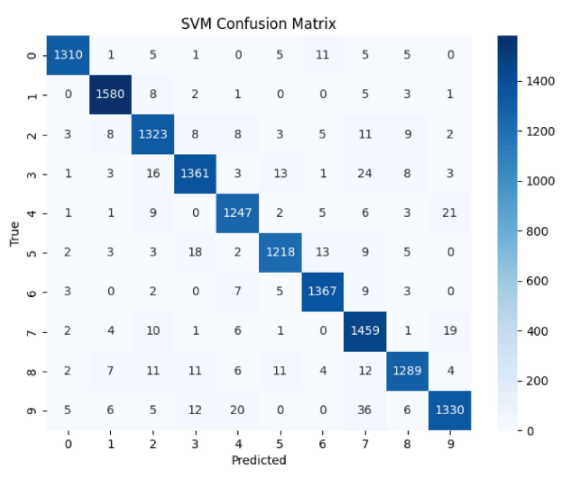 SVM Confusion Matrix
0 1310 1 5 1 0 5 11 5 5 0
1 0 1580 8 2 1 0 0 5 3 1
2 3 8 1323 8 8 3 5 11 9 2
3 1 3 16 1361 3 13 1 24 8 3
4 1 1 9 0 1247 2 5 6 3 21
5 2 3 3 18 2 1218 13 9 5 0
6 3 0 2 0 7 5 1367 9 3 0
7 2 4 10 1 6 1 0 1459 1 19
8 2 7 11 11 6 11 4 12 1289 4
9 5 6 5 12 20 0 0 36 6 1330
0 1 2 3 4 5 6 7 8 9
Predicted
True
1400
1200
1000
800
600
400
200
0